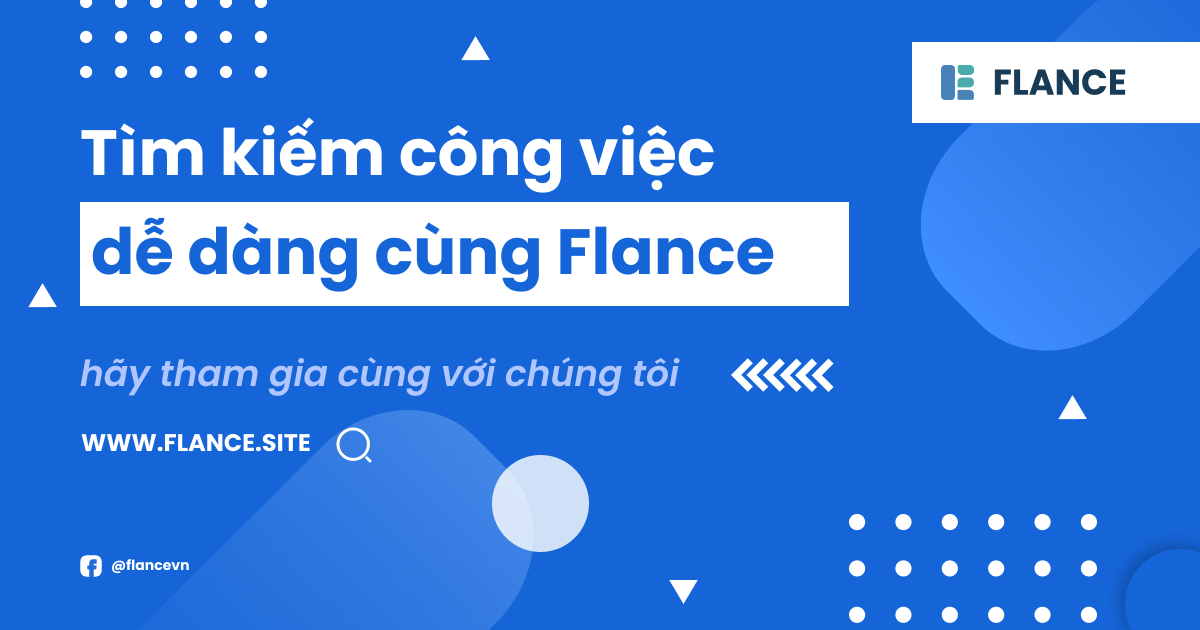 FLANCE
Tìm kiếm công việc
dễ dàng cùng Flance
hãy tham gia cùng với chúng tôi
WWW.FLANCE.SITE
@flancevn